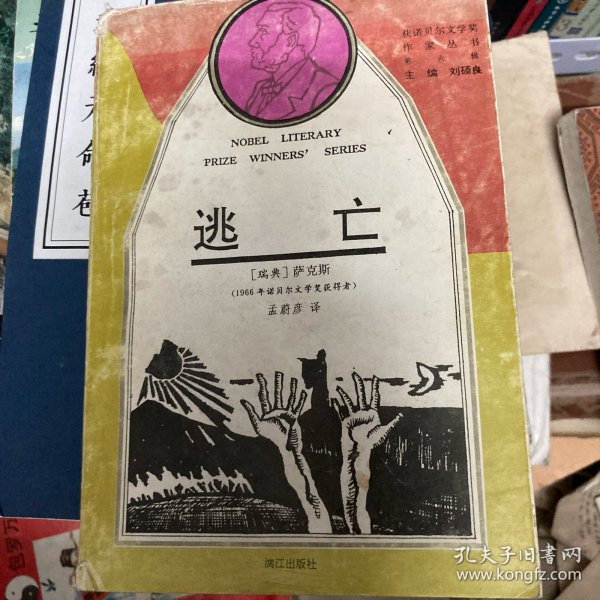 获诺贝尔文学奖
作家丛书
第六辑
主编 刘硕良
NOBEL LITERARY
PRIZE WINNERS' SERIES
逃亡
[瑞典]萨克斯
(1966年诺贝尔文学奖获得者)
孟蔚彦 译
漓江出版社
孔夫子旧书网
www.kongfz.com